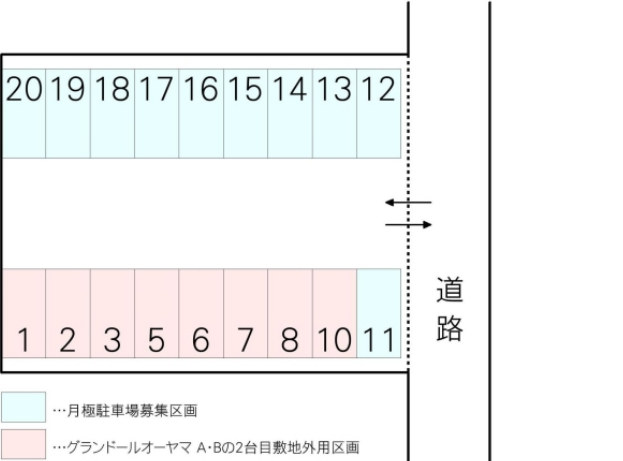 20 19 18 17 16 15 14 13 12
道路
1 2 3 5 6 7 8 10 11
…月極駐車場募集区画
…グランドールオーヤマ A・Bの2台目敷地外用区画